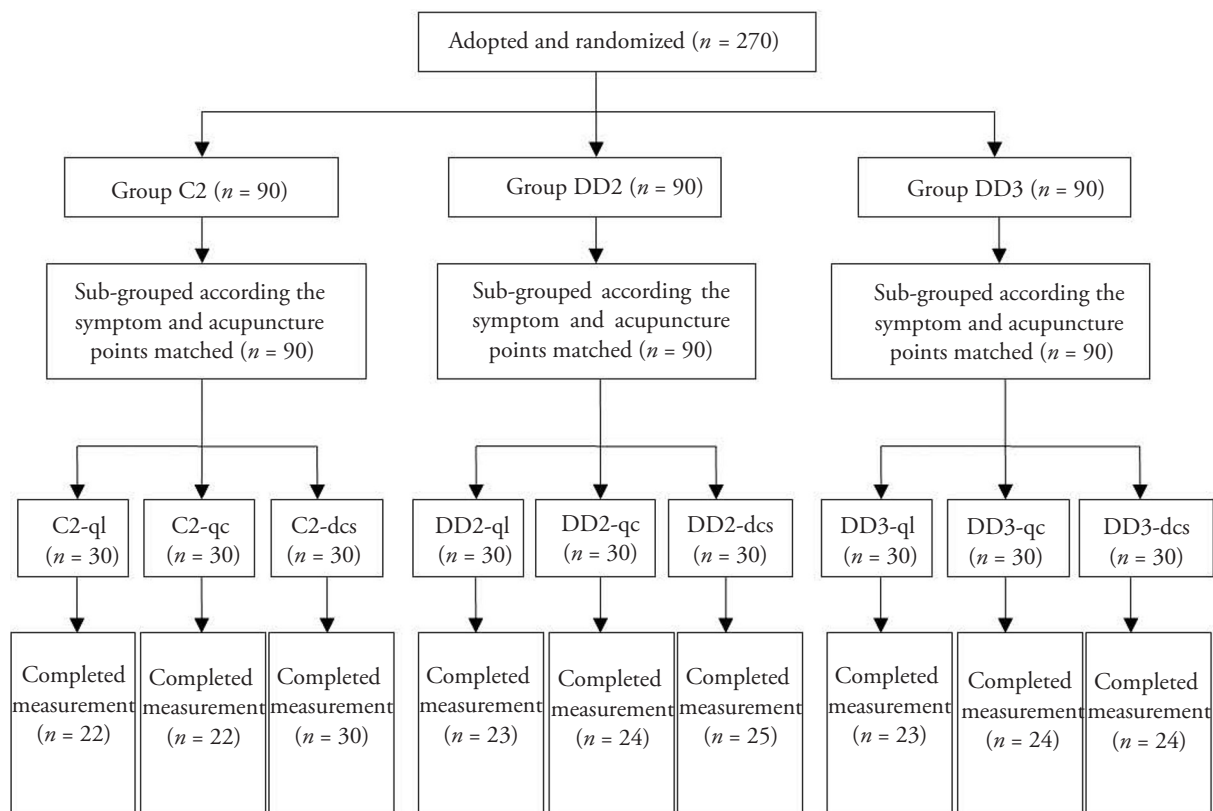 Adopted and randomized (n = 270)
Group C2 (n = 90)
Group DD2 (n = 90)
Group DD3 (n = 90)
Sub-grouped according the
symptom and acupuncture
points matched (n = 90)
Sub-grouped according the
symptom and acupuncture
points matched (n = 90)
Sub-grouped according the
symptom and acupuncture
points matched (n = 90)
C2-ql
(n = 30)
C2-qc
(n = 30)
C2-dcs
(n = 30)
DD2-ql
(n = 30)
DD2-qc
(n = 30)
DD2-dcs
(n = 30)
DD3-ql
(n = 30)
DD3-qc
(n = 30)
DD3-dcs
(n = 30)
Completed
measurement
(n = 22)
Completed
measurement
(n = 22)
Completed
measurement
(n = 30)
Completed
measurement
(n = 23)
Completed
measurement
(n = 24)
Completed
measurement
(n = 25)
Completed
measurement
(n = 23)
Completed
measurement
(n = 24)
Completed
measurement
(n = 24)